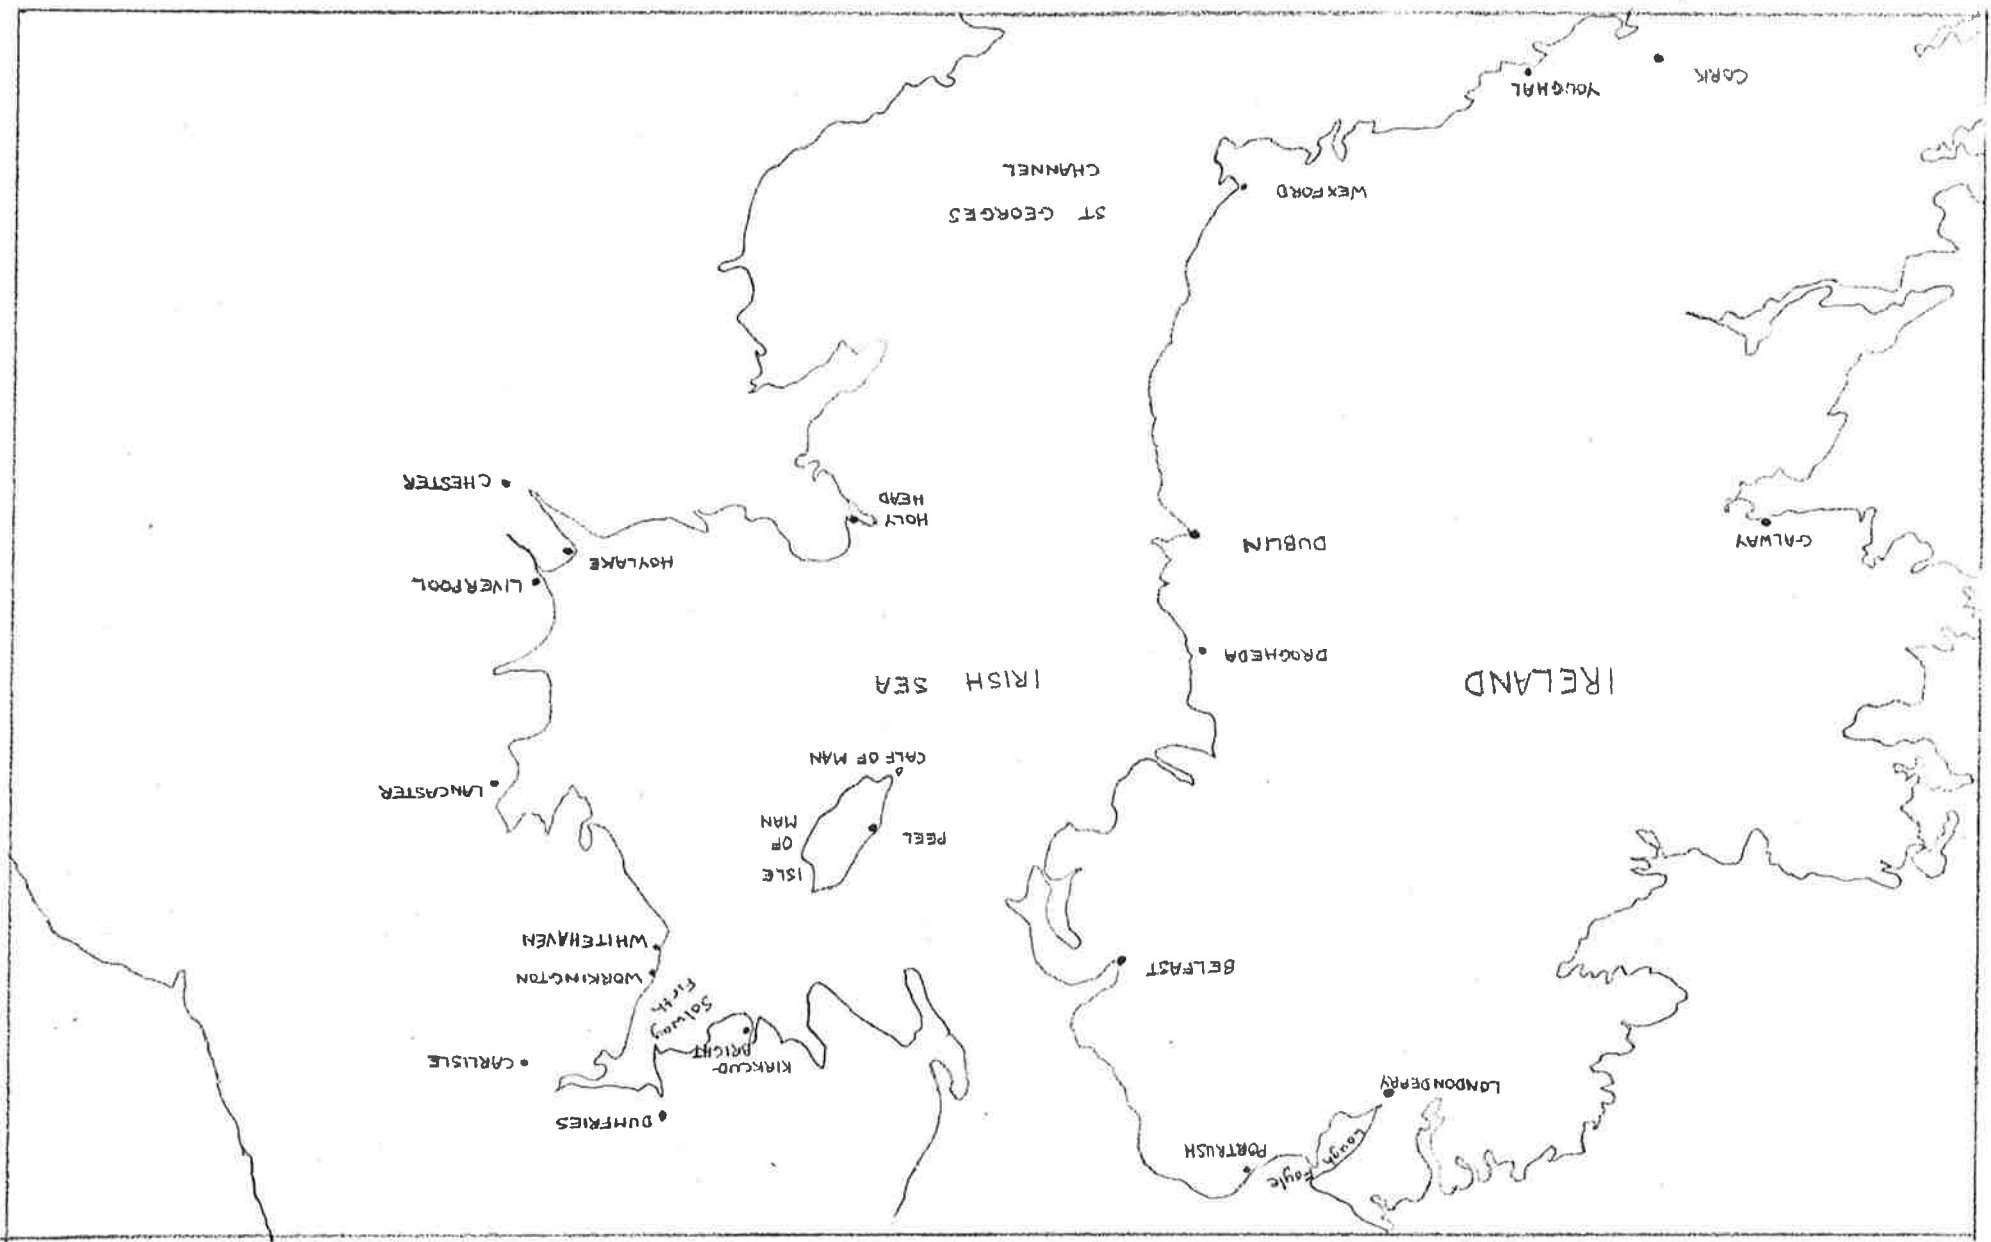 Lough
Foyle
PORTRUSH
LONDONDERRY
DUMFRIES
KIRKCUD-
BRIGHT
CARLISLE
Solway
Firth
WORKINGTON
WHITEHAVEN
BELFAST
ISLE
OF
MAN
PEEL
CALF OF MAN
LANCASTER
IRELAND
IRISH SEA
DROGHEDA
LIVERPOOL
HOYLAKE
GALWAY
DUBLIN
HOLY
HEAD
CHESTER
ST GEORGES
CHANNEL
WEXFORD
YOUGHAL
CORK